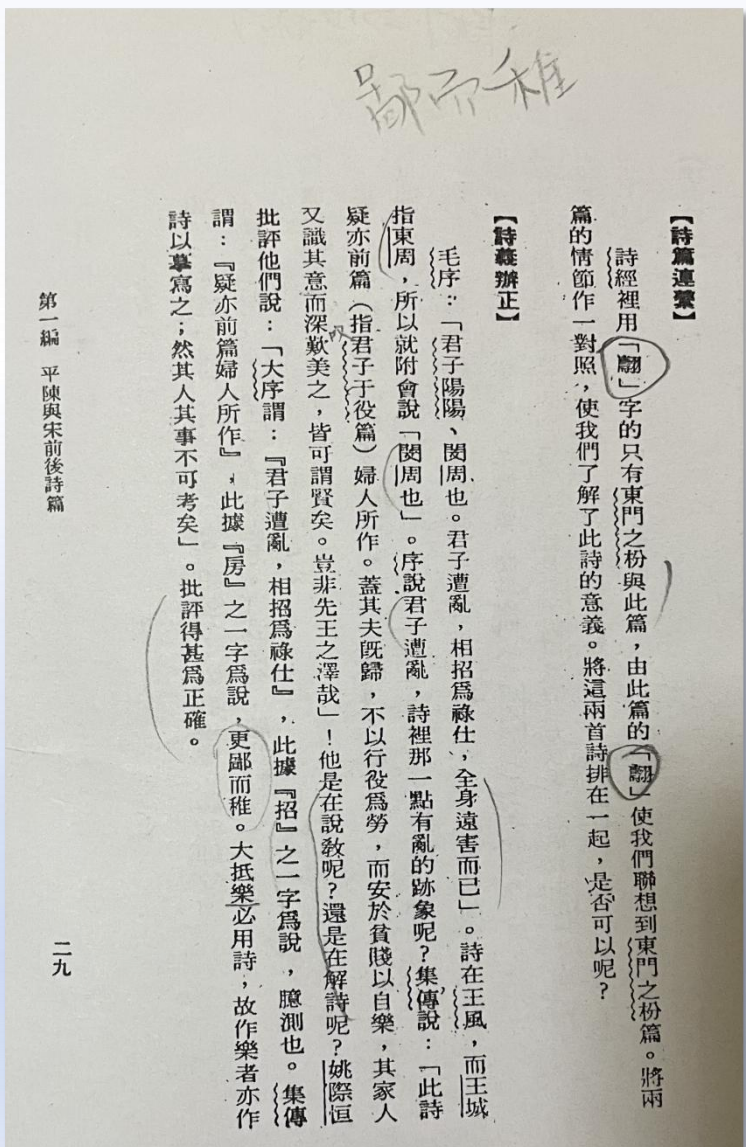 鄙而稚
【詩篇連繫】
詩經裡用「翿」字的只有東門之枌與此篇，由此篇的「翿」使我們聯想到東門之枌篇。將兩
篇的情節作一對照，使我們了解了此詩的意義。將這兩首詩排在一起，是否可以呢？
【詩義辦正】
毛序：「君子陽陽、閔周也。君子遭亂，相招爲祿仕，全身遠害而已」。詩在王風，而王城
指東周，所以就附會說「閔周也」。序說君子遭亂，詩裡那一點有亂的跡象呢？集傳說：「此詩
疑亦前篇（指君子于役篇）婦人所作。蓋其夫旣歸，不以行役爲勞，而安於貧賤以自樂，其家人
又識其意而深歎美之，皆可謂賢矣。豈非先王之澤哉」！他是在說敎呢？還是在解詩呢？姚際恒
批評他們說：「大序謂：『君子遭亂，相招爲祿仕』，此據『招』之一字爲說，臆測也。集傳
謂：『疑亦前篇婦人所作』，此據『房』之一字爲說，更鄙而稚。大抵樂必用詩，故作樂者亦作
詩以摹寫之；然其人其事不可考矣」。批評得甚爲正確。
第一編　平陳與宋前後詩篇
二九